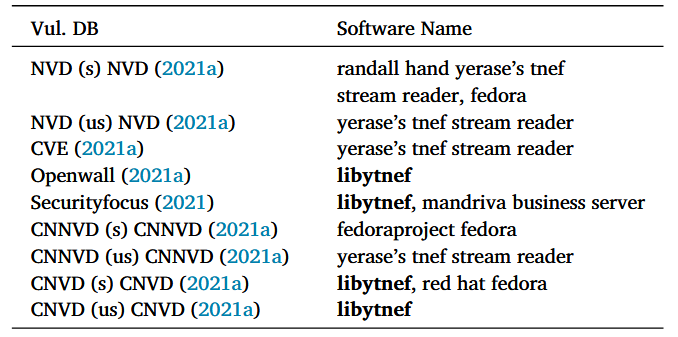 Vul. DB Software Name
NVD (s) NVD (2021a) randall hand yerase’s tnef
stream reader, fedora
NVD (us) NVD (2021a) yerase’s tnef stream reader
CVE (2021a) yerase’s tnef stream reader
Openwall (2021a) libytnef
Securityfocus (2021) libytnef, mandriva business server
CNNVD (s) CNNVD (2021a) fedoraproject fedora
CNNVD (us) CNNVD (2021a) yerase’s tnef stream reader
CNVD (s) CNVD (2021a) libytnef, red hat fedora
CNVD (us) CNVD (2021a) libytnef